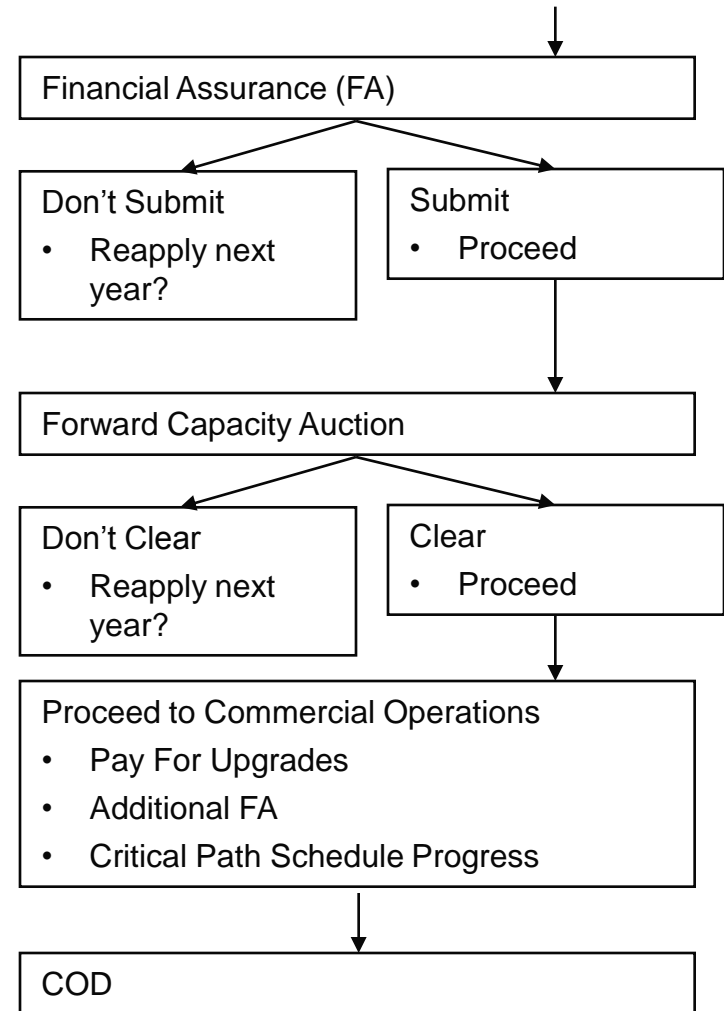 Financial Assurance (FA)
Don’t Submit
• Reapply next
year?
Submit
• Proceed
Forward Capacity Auction
Don’t Clear
• Reapply next
year?
Clear
• Proceed
Proceed to Commercial Operations
• Pay For Upgrades
• Additional FA
• Critical Path Schedule Progress
COD